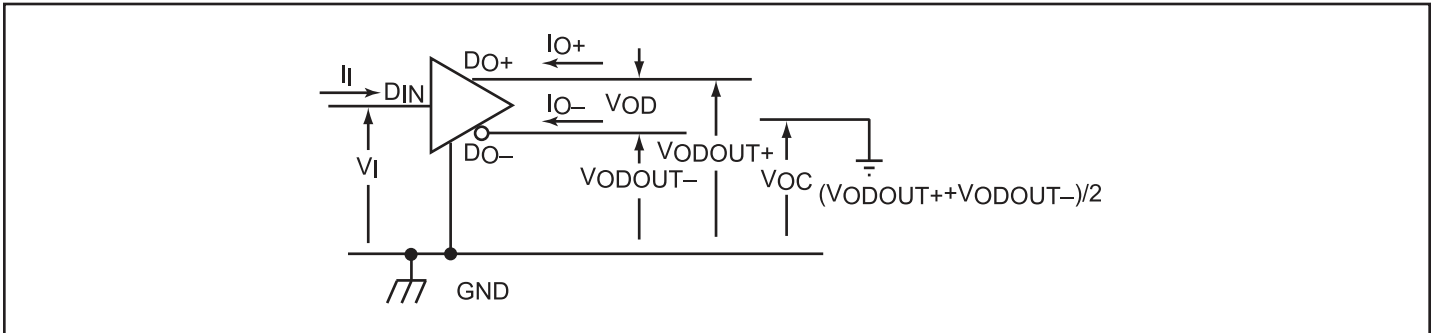 IO+
DO+
II
DIN
VOD
IO–
DO–
VI
VODOUT+
VODOUT–
VOC
(VODOUT++VODOUT–)/2
GND